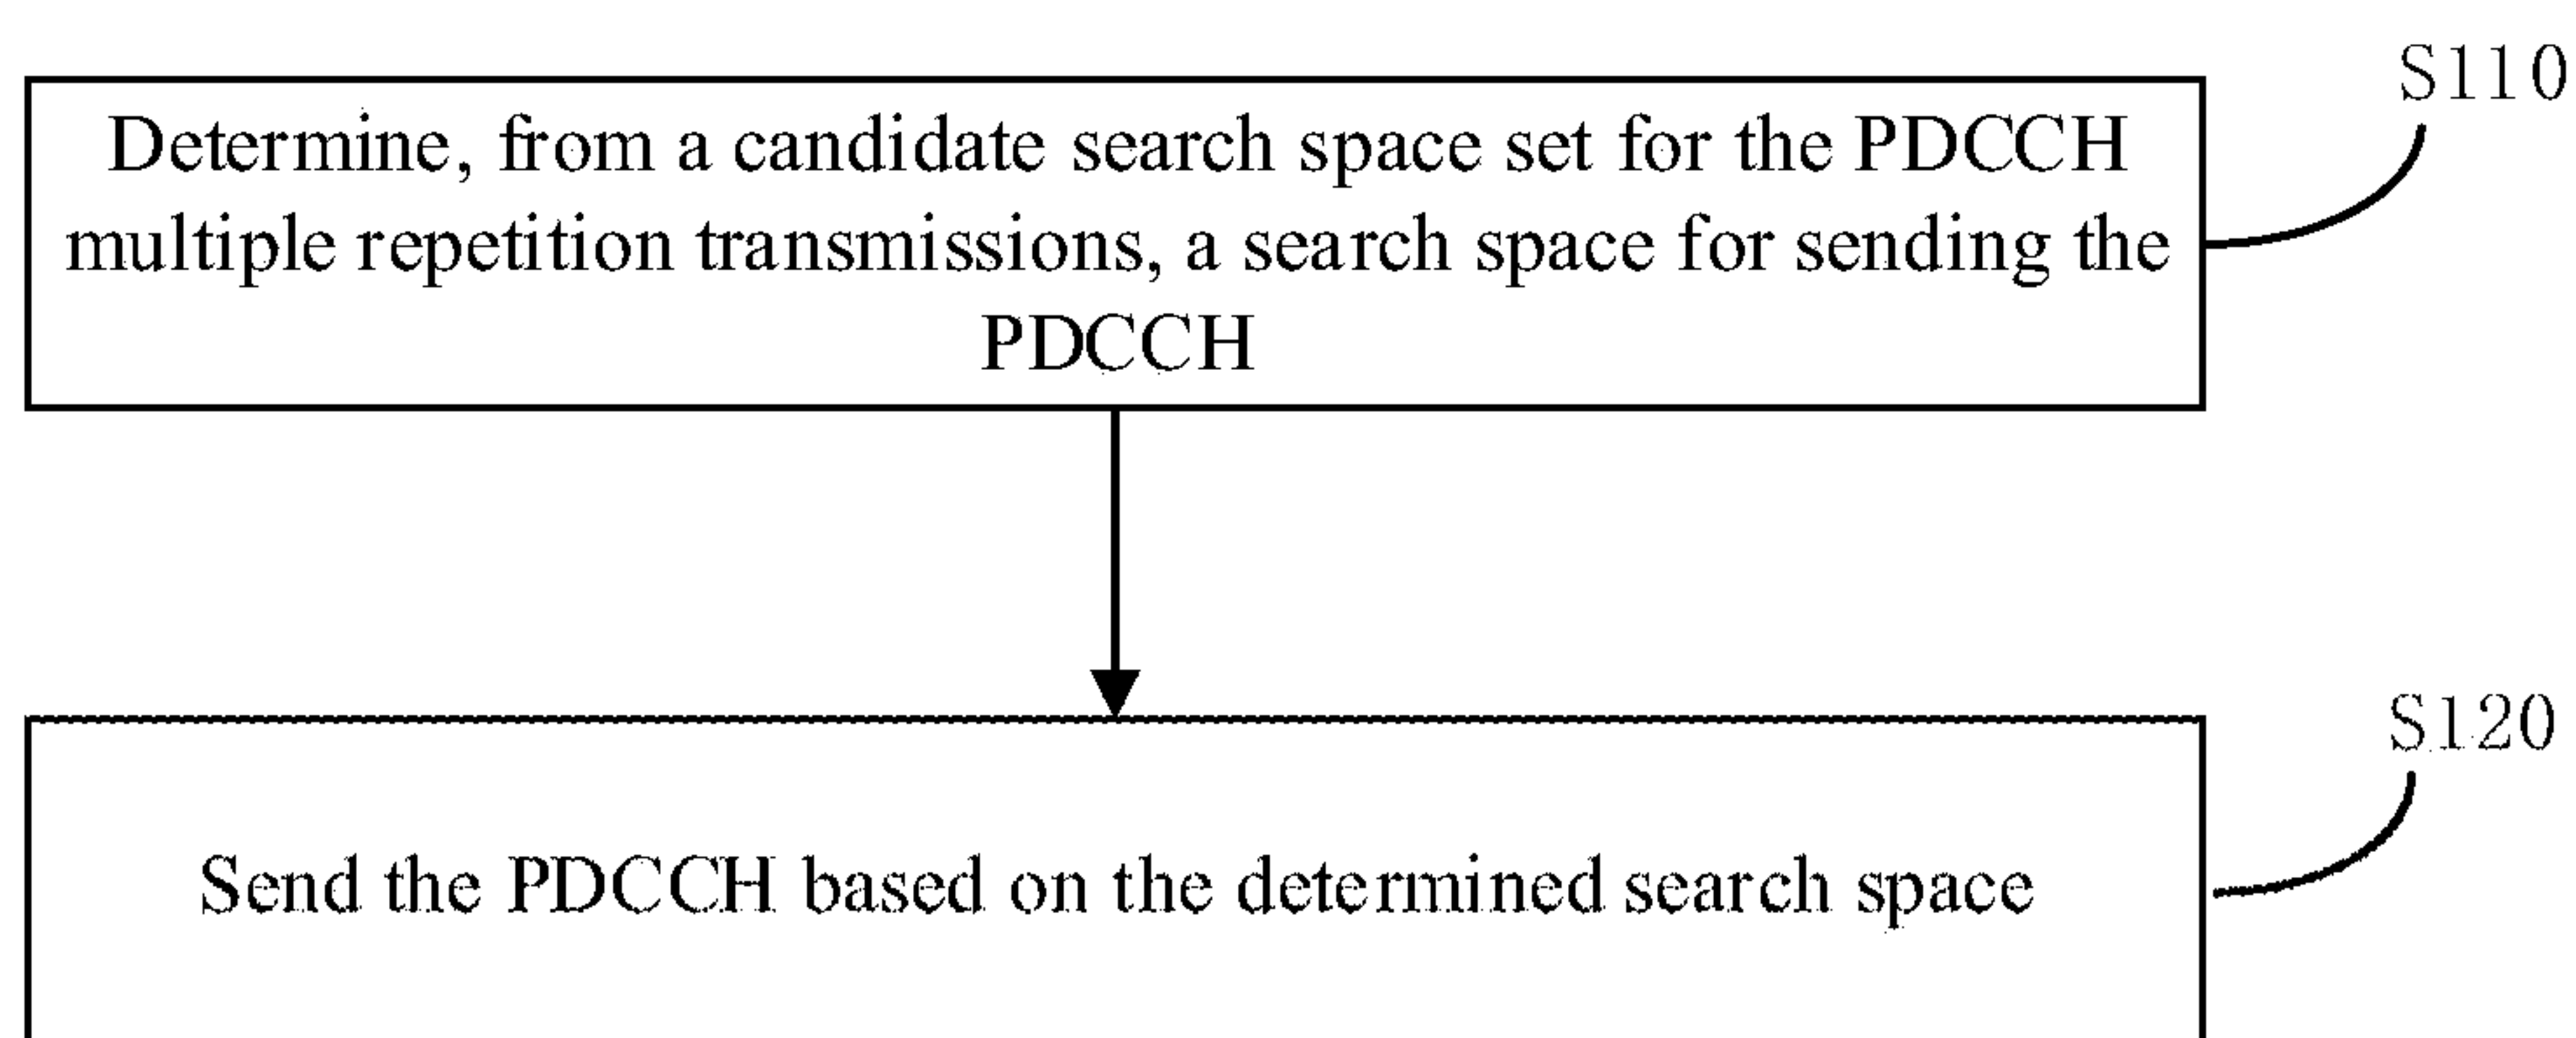 S110
Determine, from a candidate search space set for the PDCCH
multiple repetition transmissions, a search space for sending the
PDCCH
S120
Send the PDCCH based on the determined search space